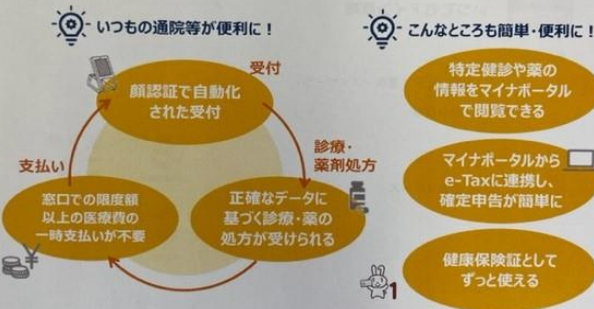 いつもの通院等が便利に！
受付
顔認証で自動化
された受付
診療・
薬剤処方
正確なデータに
基づく診療・薬の
処方が受けられる
支払い
窓口での限度額
以上の医療費の
一時支払いが不要
¥
こんなところも簡単・便利に！
特定健診や薬の
情報をマイナポータル
で閲覧できる
マイナポータルから
e-Taxに連携し、
確定申告が簡単に
健康保険証として
ずっと使える
1